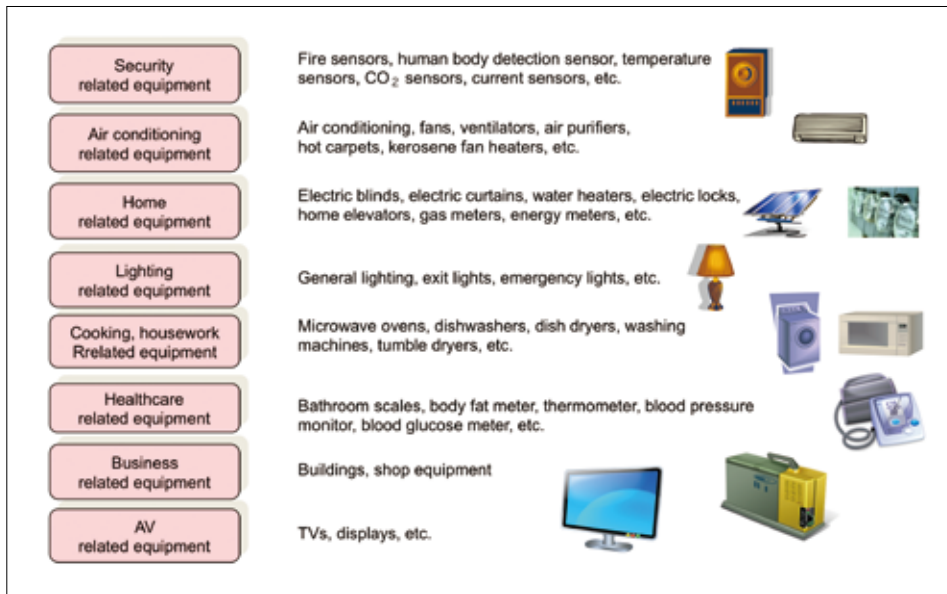 Security
related equipment
Fire sensors, human body detection sensor, temperature
sensors, CO₂ sensors, current sensors, etc.
Air conditioning
related equipment
Air conditioning, fans, ventilators, air purifiers,
hot carpets, kerosene fan heaters, etc.
Home
related equipment
Electric blinds, electric curtains, water heaters, electric locks,
home elevators, gas meters, energy meters, etc.
Lighting
related equipment
General lighting, exit lights, emergency lights, etc.
Cooking, housework
Rrelated equipment
Microwave ovens, dishwashers, dish dryers, washing
machines, tumble dryers, etc.
Healthcare
related equipment
Bathroom scales, body fat meter, thermometer, blood pressure
monitor, blood glucose meter, etc.
Business
related equipment
Buildings, shop equipment
AV
related equipment
TVs, displays, etc.